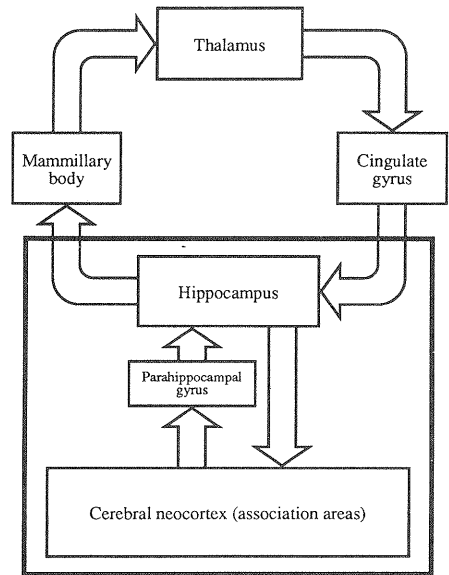 Thalamus
Mammillary
body
Cingulate
gyrus
Hippocampus
Parahippocampal
gyrus
Cerebral neocortex (association areas)